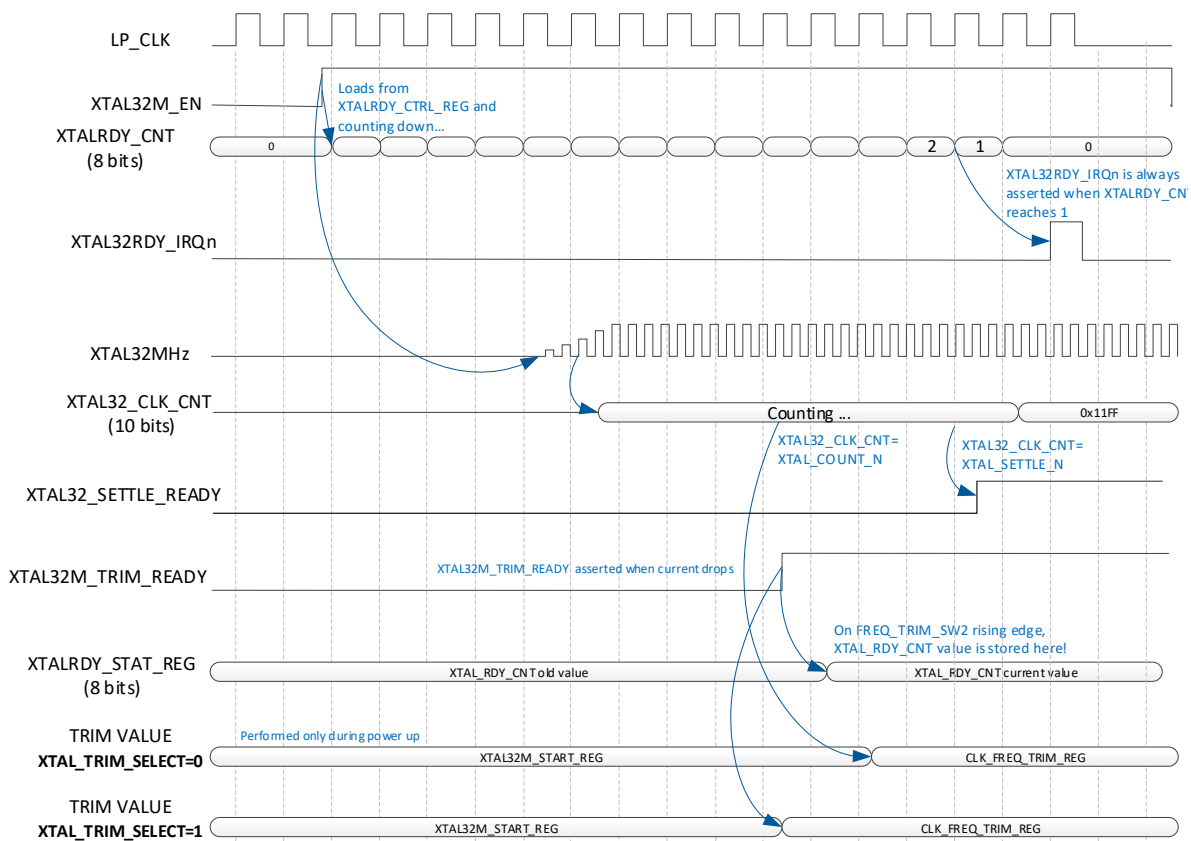 LP_CLK
XTAL32M_EN
Loads from
XTALRDY_CTRL_REG and
counting down...
XTALRDY_CNT
(8 bits)
0
2
1
0
XTAL32RDY_IRQn is always
asserted when XTALRDY_CNT
reaches 1
XTAL32RDY_IRQn
XTAL32MHz
XTAL32_CLK_CNT
(10 bits)
Counting ...
0x11FF
XTAL32_CLK_CNT=
XTAL_COUNT_N
XTAL32_CLK_CNT=
XTAL_SETTLE_N
XTAL32_SETTLE_READY
XTAL32M_TRIM_READY
XTAL32M_TRIM_READY asserted when current drops
On FREQ_TRIM_SW2 rising edge,
XTAL_RDY_CNT value is stored here!
XTALRDY_STAT_REG
(8 bits)
XTAL_RDY_CNT old value
XTAL_RDY_CNT current value
TRIM VALUE
XTAL_TRIM_SELECT=0
Performed only during power up
XTAL32M_START_REG
CLK_FREQ_TRIM_REG
TRIM VALUE
XTAL_TRIM_SELECT=1
XTAL32M_START_REG
CLK_FREQ_TRIM_REG